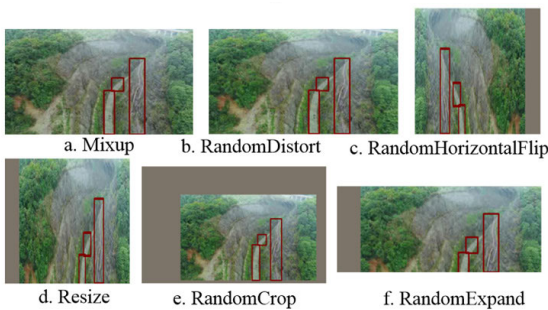 a. Mixup
b. RandomDistort
c. RandomHorizontalFlip
d. Resize
e. RandomCrop
f. RandomExpand